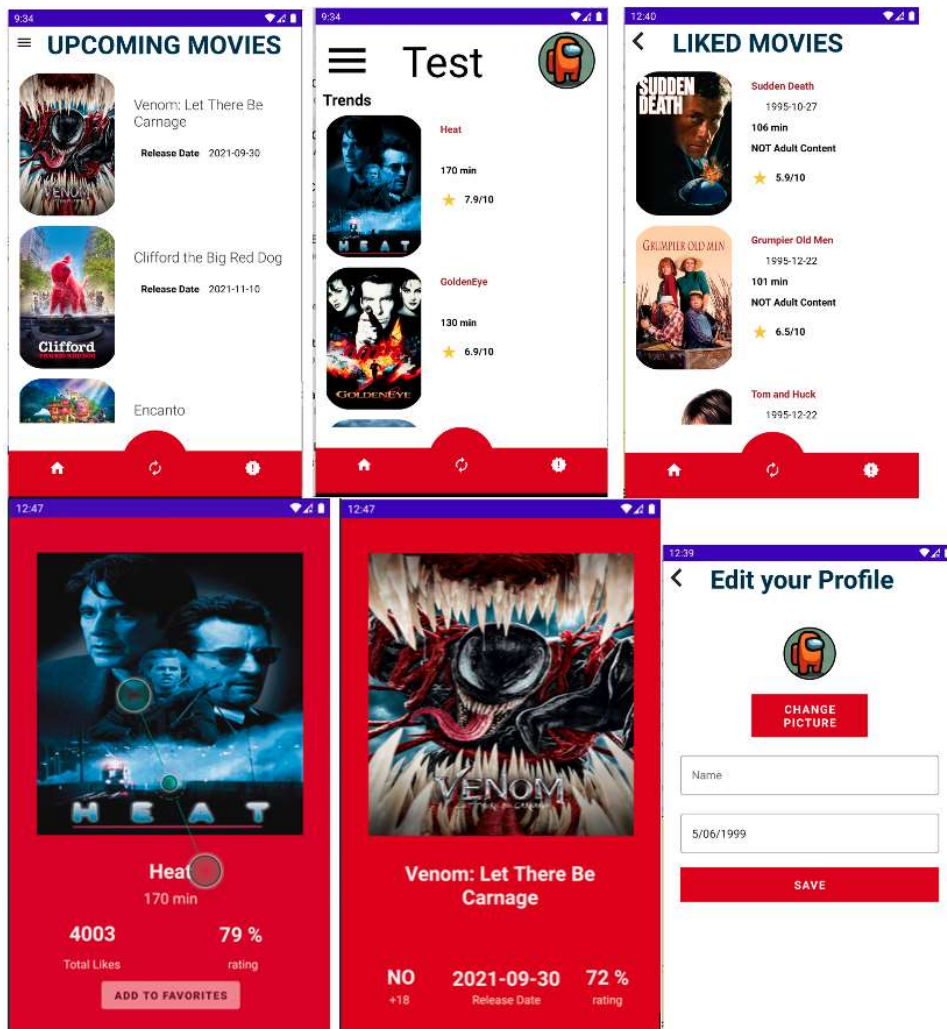 9:34
UPCOMING MOVIES
Venom: Let There Be
Carnage
Release Date 2021-09-30
VENOM
Clifford the Big Red Dog
Release Date 2021-11-10
Clifford
THE BIG RED DOG
Encanto
9:34
Test
Trends
Heat
170 min
7.9/10
HEAT
GoldenEye
130 min
6.9/10
GOLDENEYE
12:40
LIKED MOVIES
SUDDEN
DEATH
Sudden Death
1995-10-27
106 min
NOT Adult Content
5.9/10
GRUMPIER OLD MEN
Grumpier Old Men
1995-12-22
101 min
NOT Adult Content
6.5/10
Tom and Huck
1995-12-22
12:47
HEAT
Heat
170 min
4003 79 %
Total Likes rating
ADD TO FAVORITES
12:47
VENOM
Venom: Let There Be
Carnage
NO 2021-09-30 72 %
+18 Release Date rating
12:39
Edit your Profile
CHANGE
PICTURE
Name
5/06/1999
SAVE